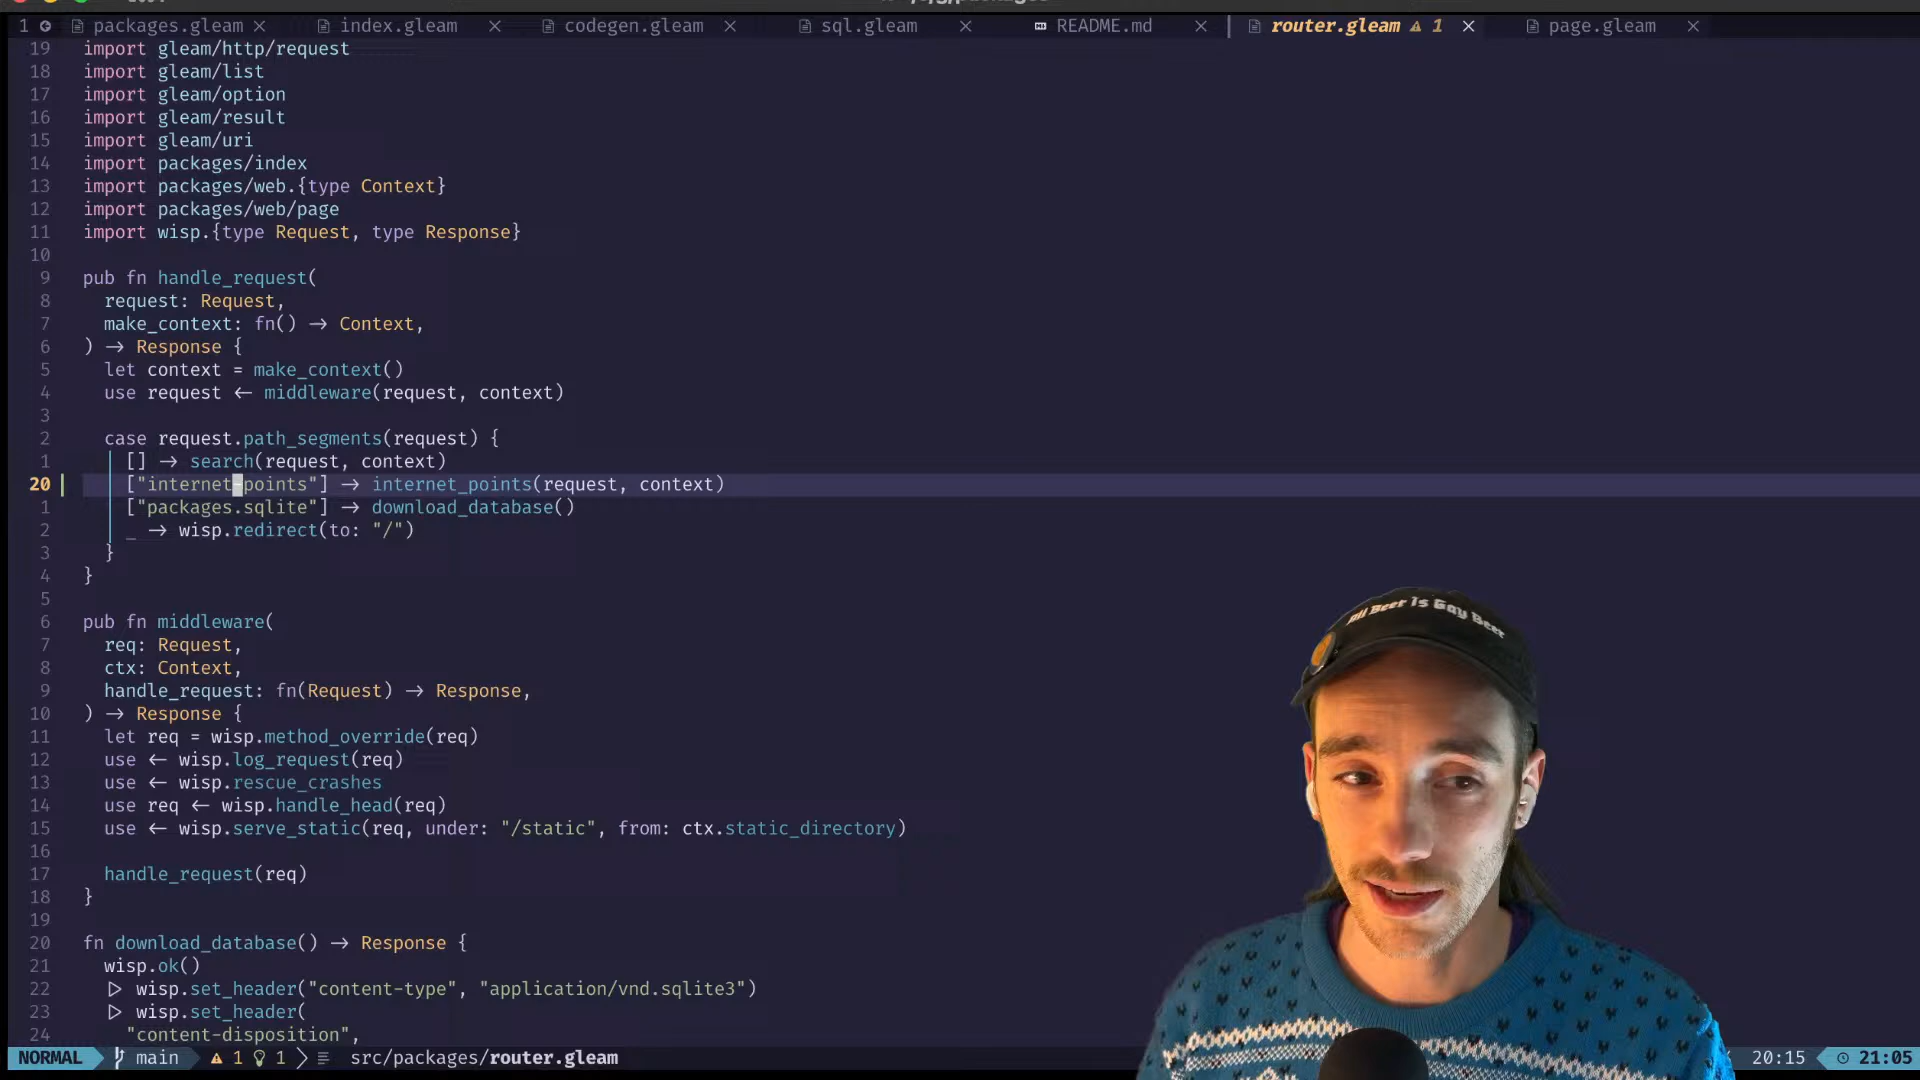 1 packages.gleam index.gleam codegen.gleam sql.gleam README.md router.gleam 1 page.gleam
19 import gleam/http/request
18 import gleam/list
17 import gleam/option
16 import gleam/result
15 import gleam/uri
14 import packages/index
13 import packages/web.{type Context}
12 import packages/web/page
11 import wisp.{type Request, type Response}
10
9 pub fn handle_request(
8 request: Request,
7 make_context: fn() -> Context,
6 ) -> Response {
5 let context = make_context()
4 use request <- middleware(request, context)
3
2 case request.path_segments(request) {
1 [] -> search(request, context)
20 ["internet-points"] -> internet_points(request, context)
1 ["packages.sqlite"] -> download_database()
2 _ -> wisp.redirect(to: "/")
3 }
4 }
5
6 pub fn middleware(
7 req: Request,
8 ctx: Context,
9 handle_request: fn(Request) -> Response,
10 ) -> Response {
11 let req = wisp.method_override(req)
12 use <- wisp.log_request(req)
13 use <- wisp.rescue_crashes
14 use req <- wisp.handle_head(req)
15 use <- wisp.serve_static(req, under: "/static", from: ctx.static_directory)
16
17 handle_request(req)
18 }
19
20 fn download_database() -> Response {
21 wisp.ok()
22 |> wisp.set_header("content-type", "application/vnd.sqlite3")
23 |> wisp.set_header(
24 "content-disposition",
All Beer is Gay Beer
NORMAL main 1 1 src/packages/router.gleam 20:15 21:05